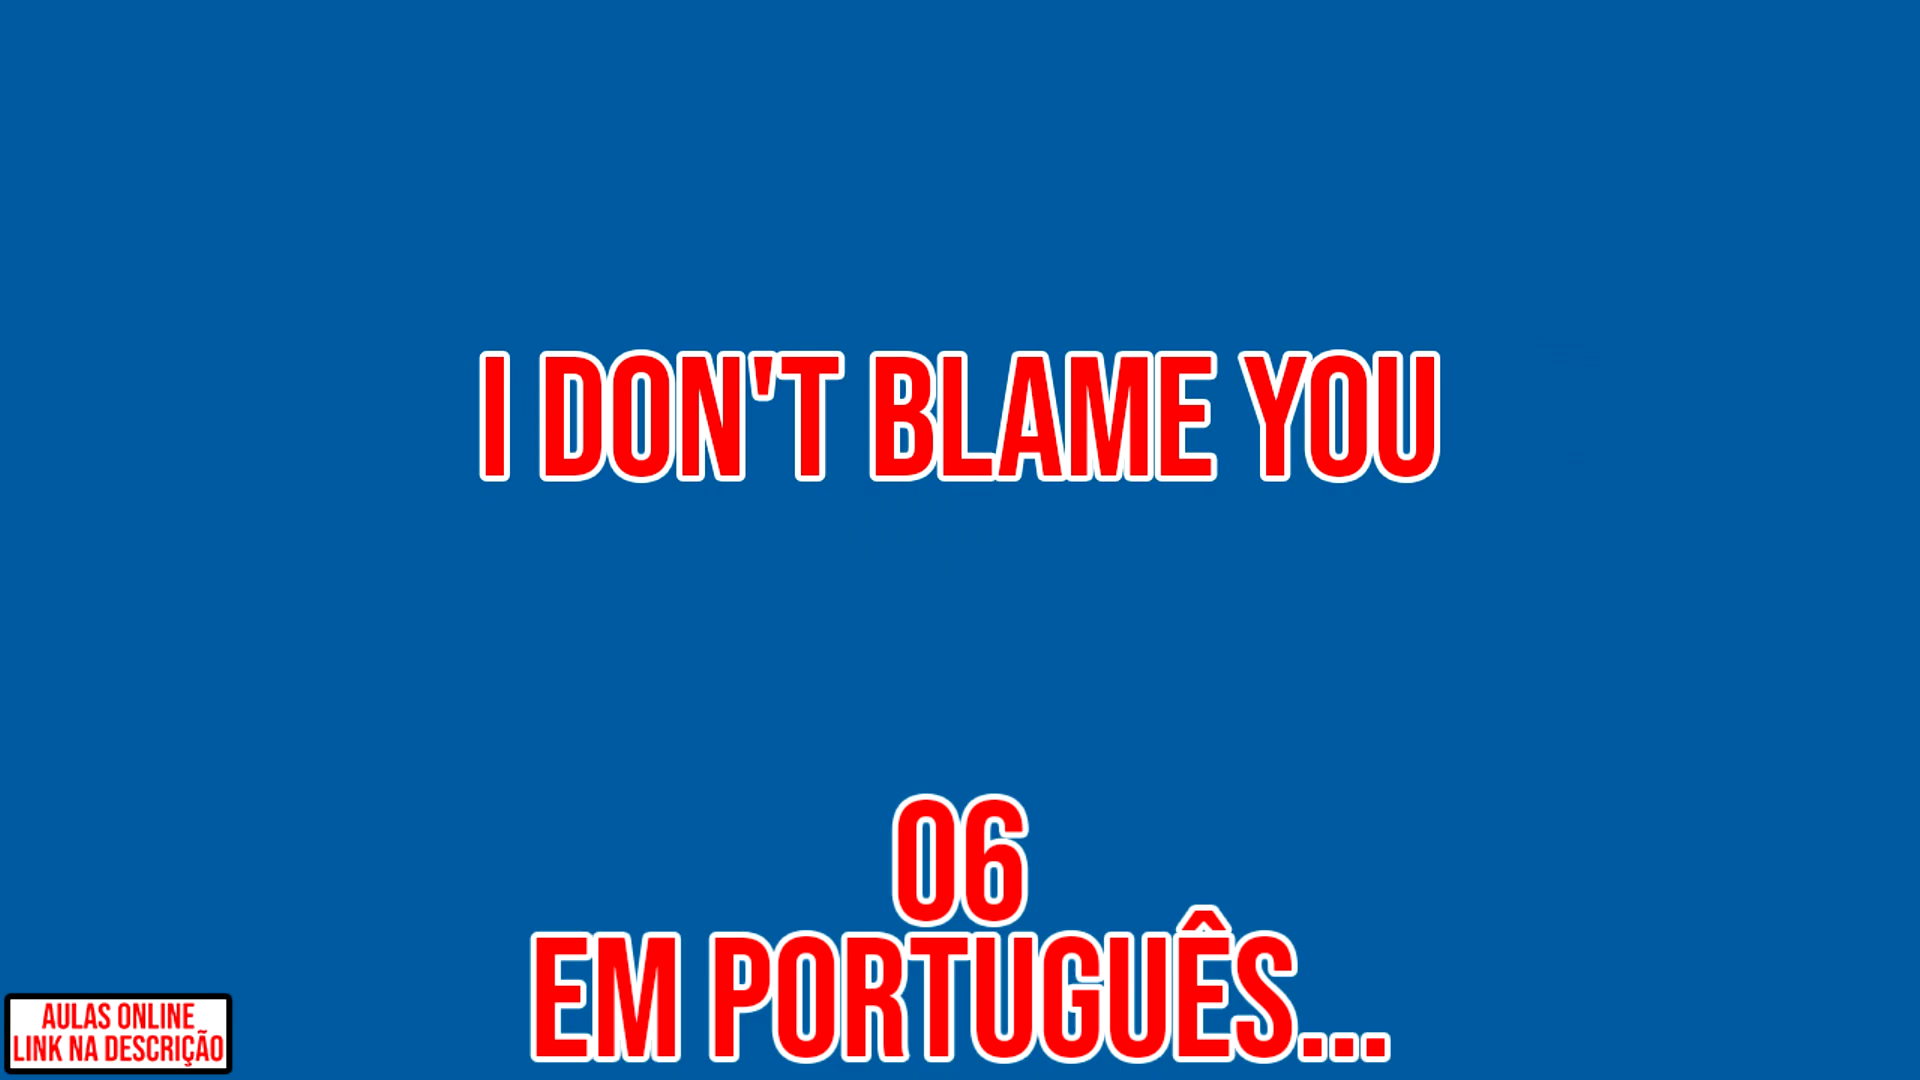 I DON'T BLAME YOU
06
EM PORTUGUÊS...
AULAS ONLINE
LINK NA DESCRIÇÃO